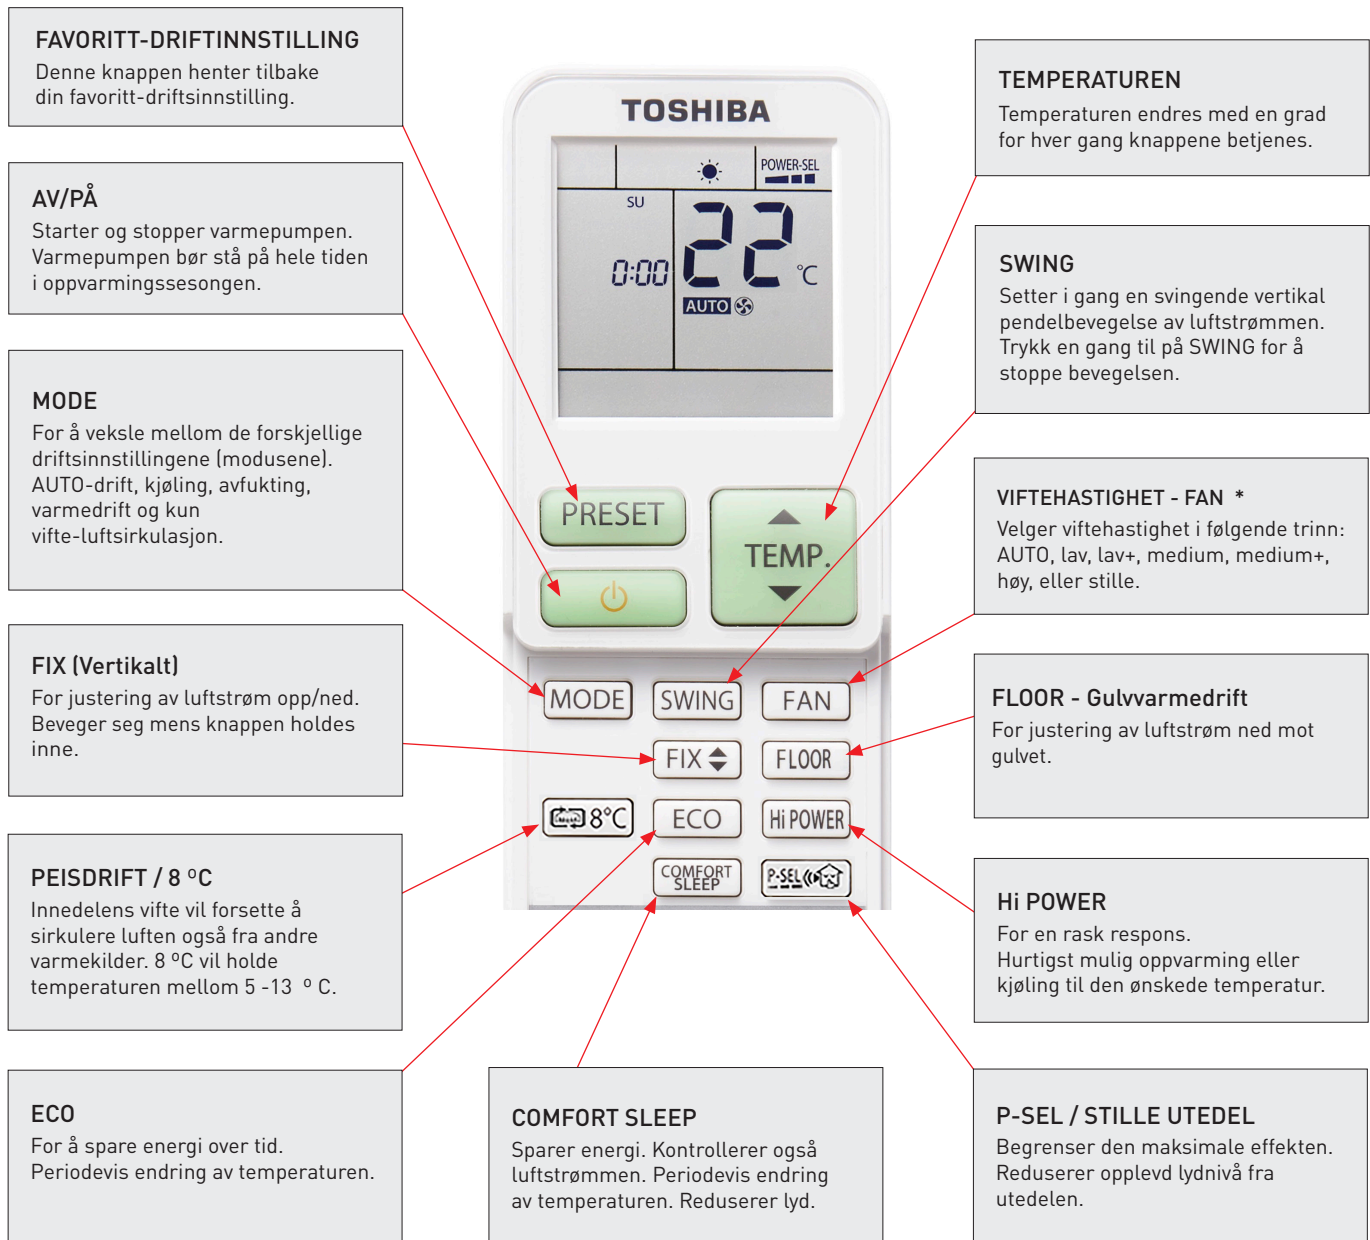 FAVORITT-DRIFTINNSTILLING
Denne knappen henter tilbake
din favoritt-driftsinnstilling.
AV/PÅ
Starter og stopper varmepumpen.
Varmepumpen bør stå på hele tiden
i oppvarmingssesongen.
MODE
For å veksle mellom de forskjellige
driftsinnstillingene (modusene).
AUTO-drift, kjøling, avfukting,
varmedrift og kun
vifte-luftsirkulasjon.
FIX (Vertikalt)
For justering av luftstrøm opp/ned.
Beveger seg mens knappen holdes
inne.
PEISDRIFT / 8 ºC
Innedelens vifte vil forsette å
sirkulere luften også fra andre
varmekilder. 8 ºC vil holde
temperaturen mellom 5 -13 º C.
ECO
For å spare energi over tid.
Periodevis endring av temperaturen.
TOSHIBA
POWER-SEL
SU
22
0:00
°C
AUTO
PRESET
TEMP.
MODE
SWING
FAN
FIX
FLOOR
8°C
ECO
Hi POWER
COMFORT
SLEEP
P-SEL
COMFORT SLEEP
Sparer energi. Kontrollerer også
luftstrømmen. Periodevis endring
av temperaturen. Reduserer lyd.
TEMPERATUREN
Temperaturen endres med en grad
for hver gang knappene betjenes.
SWING
Setter i gang en svingende vertikal
pendelbevegelse av luftstrømmen.
Trykk en gang til på SWING for å
stoppe bevegelsen.
VIFTEHASTIGHET - FAN *
Velger viftehastighet i følgende trinn:
AUTO, lav, lav+, medium, medium+,
høy, eller stille.
FLOOR - Gulvvarmedrift
For justering av luftstrøm ned mot
gulvet.
Hi POWER
For en rask respons.
Hurtigst mulig oppvarming eller
kjøling til den ønskede temperatur.
P-SEL / STILLE UTEDEL
Begrenser den maksimale effekten.
Reduserer opplevd lydnivå fra
utedelen.